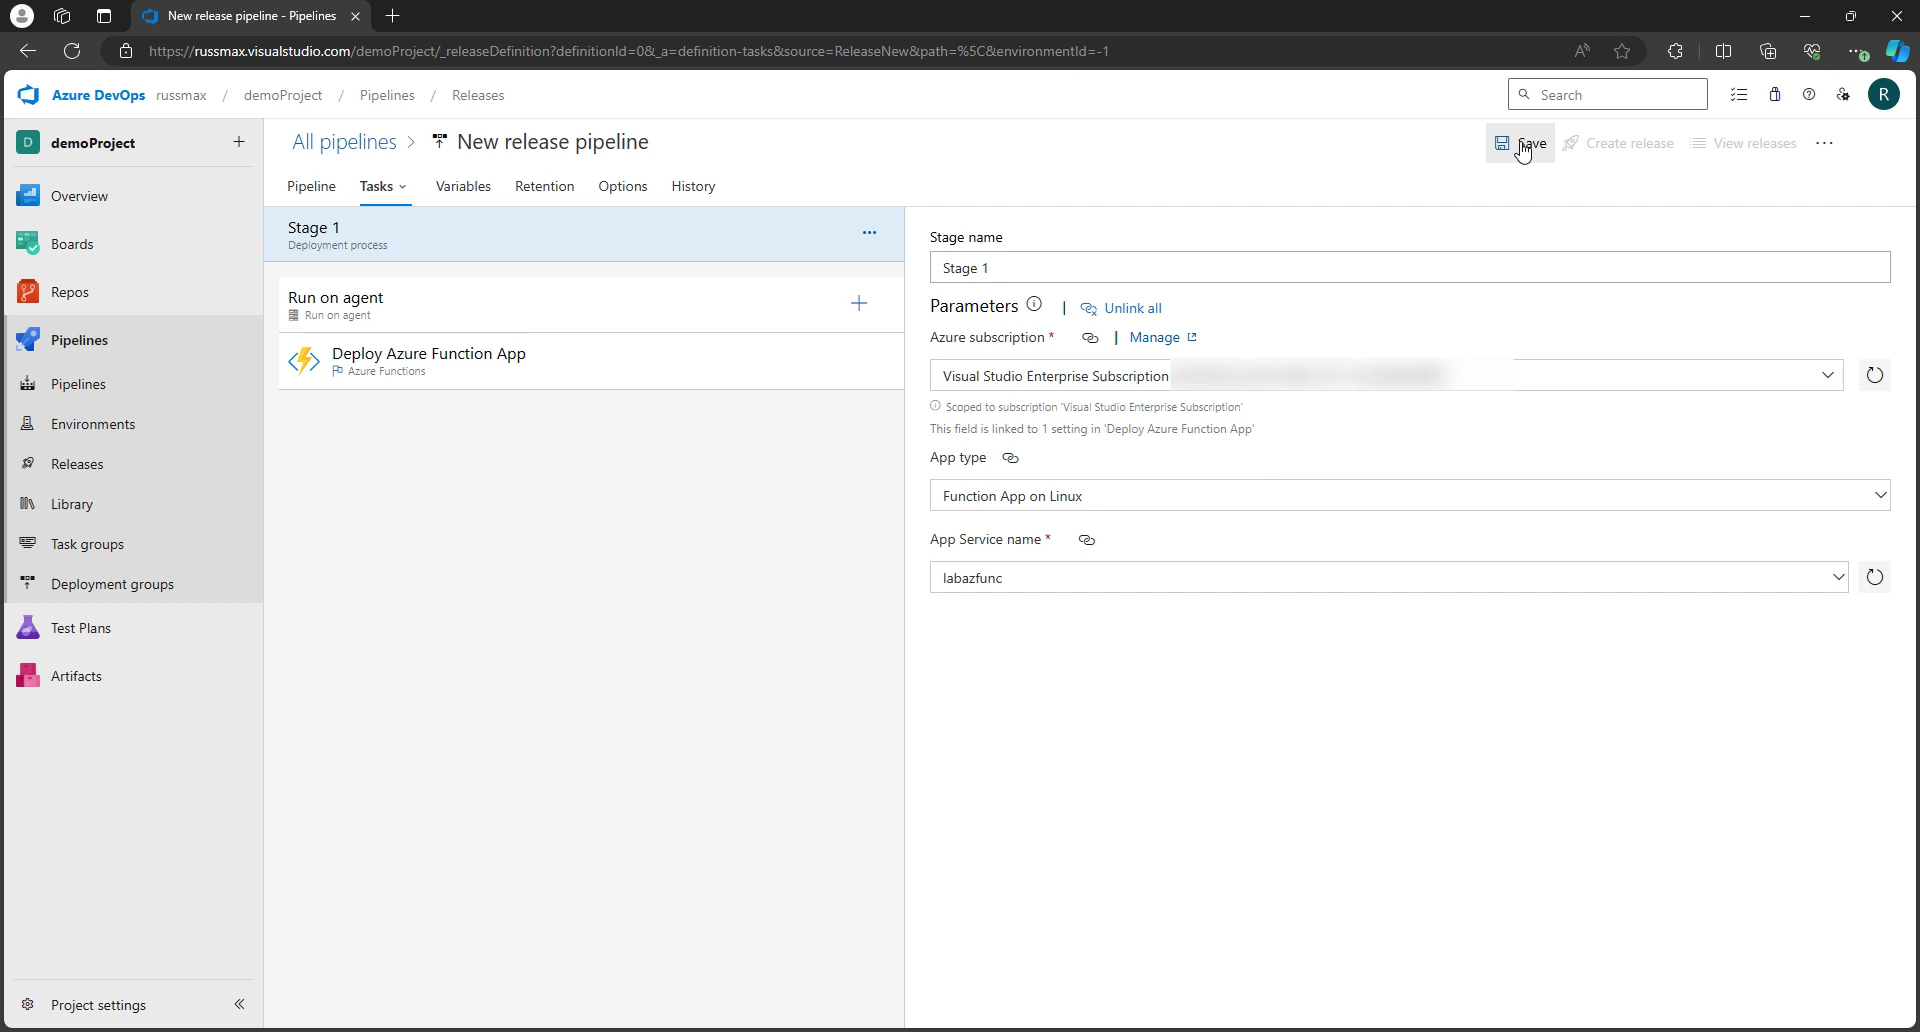 New release pipeline - Pipelines
https://russmax.visualstudio.com/demoProject/_releaseDefinition?definitionId=0&_a=definition-tasks&source=ReleaseNew&path=%5C&environmentId=-1
Azure DevOps russmax / demoProject / Pipelines / Releases
Search
R
D demoProject
Overview
Boards
Repos
Pipelines
Pipelines
Environments
Releases
Library
Task groups
Deployment groups
Test Plans
Artifacts
Project settings
All pipelines > New release pipeline
Save
Create release
View releases
Pipeline Tasks Variables Retention Options History
Stage 1
Deployment process
Run on agent
Run on agent
Deploy Azure Function App
Azure Functions
Stage name
Stage 1
Parameters | Unlink all
Azure subscription * | Manage
Visual Studio Enterprise Subscription
Scoped to subscription 'Visual Studio Enterprise Subscription'
This field is linked to 1 setting in 'Deploy Azure Function App'
App type
Function App on Linux
App Service name *
labazfunc